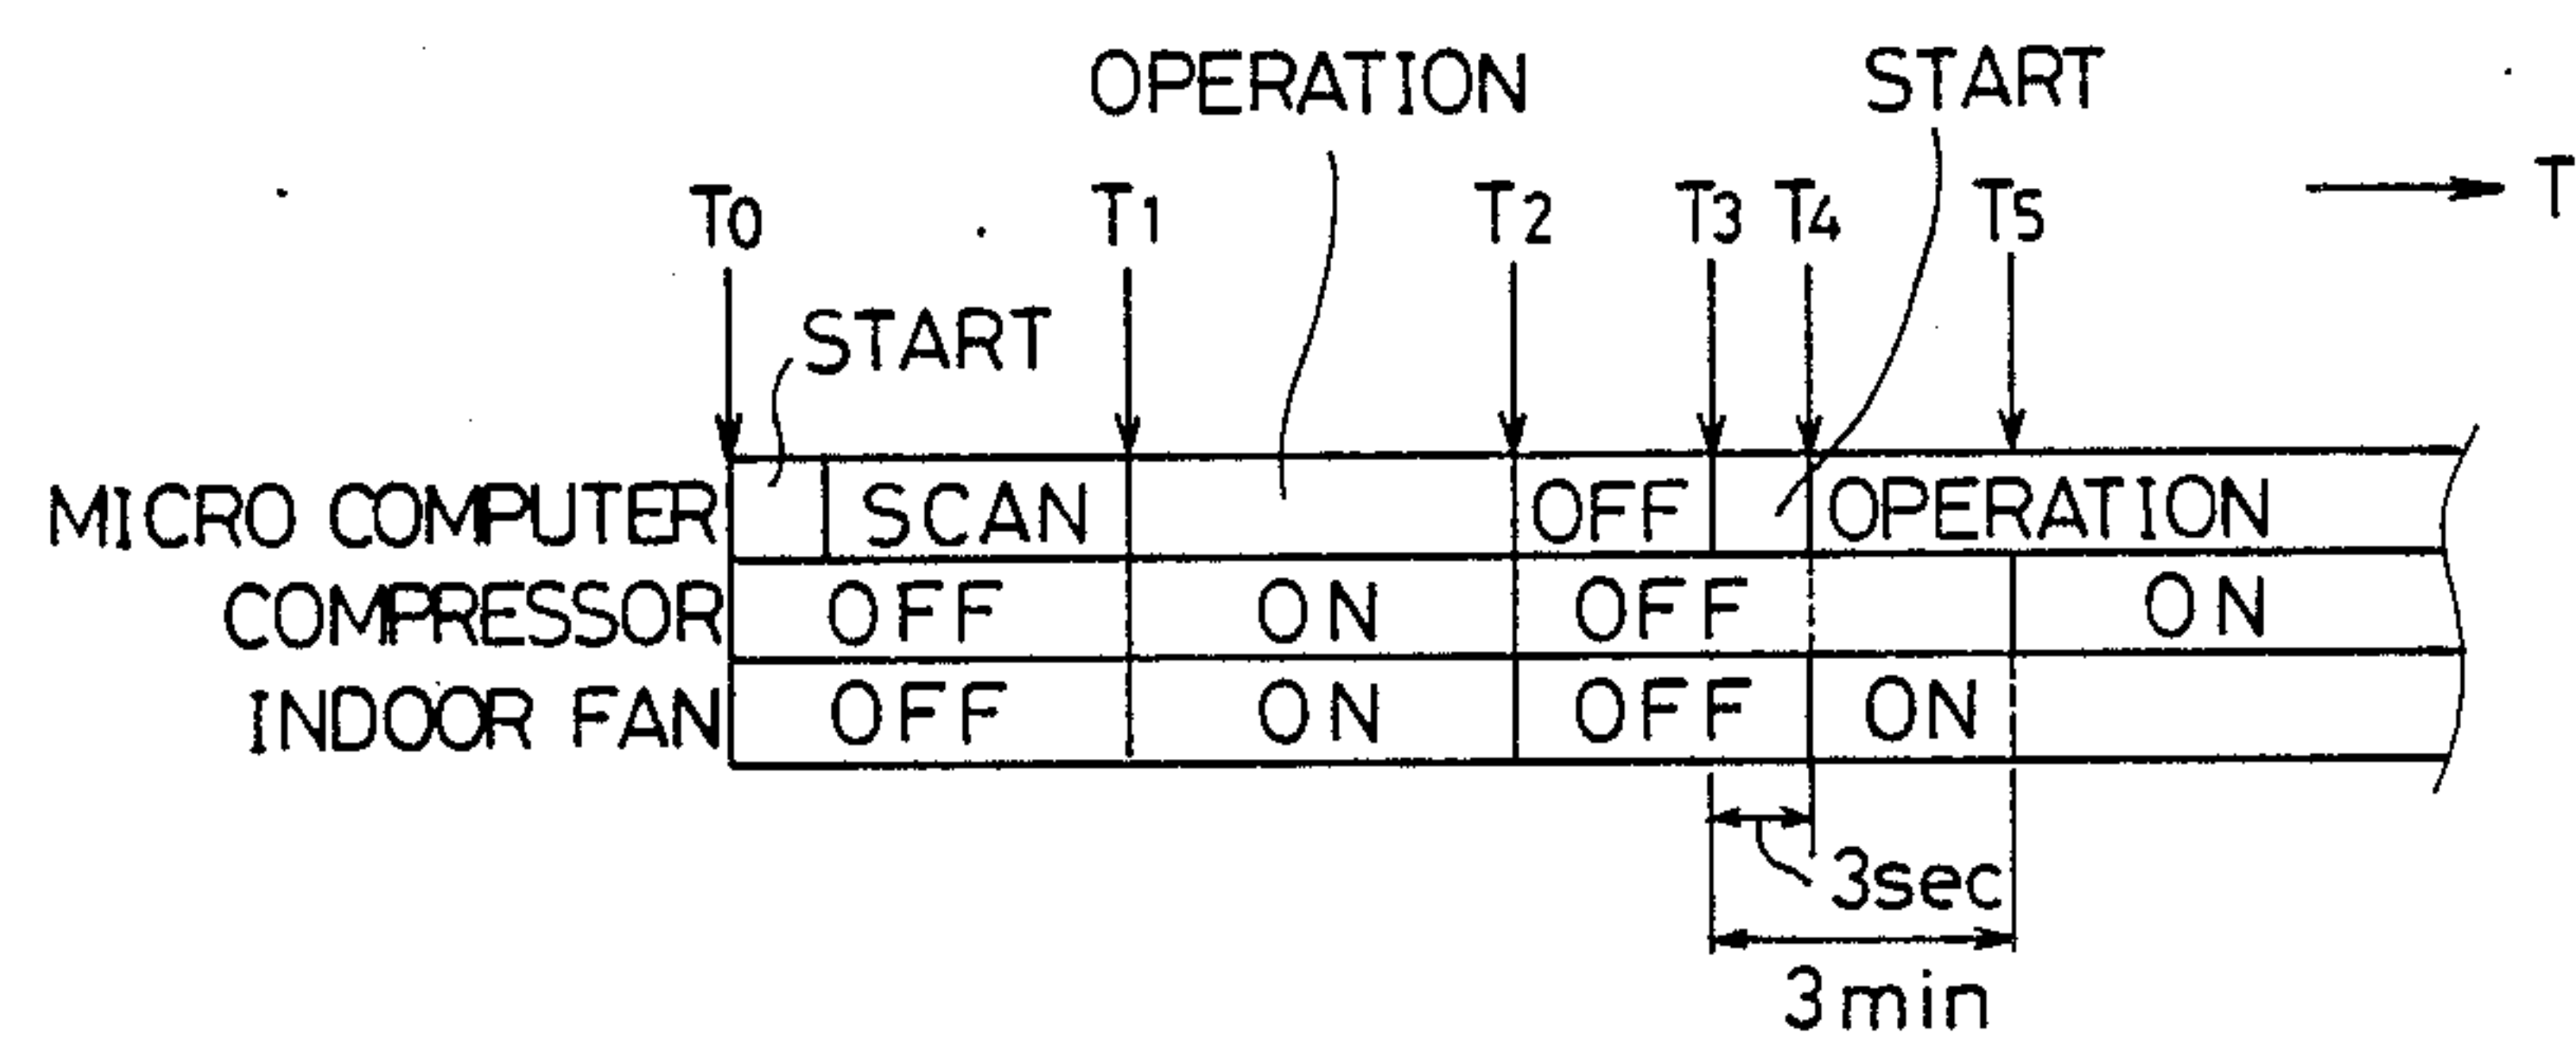 OPERATION START
T0 T1 T2 T3 T4 T5 T
START
MICRO COMPUTER SCAN OFF OPERATION
COMPRESSOR OFF ON OFF ON
INDOOR FAN OFF ON OFF ON
3sec
3min